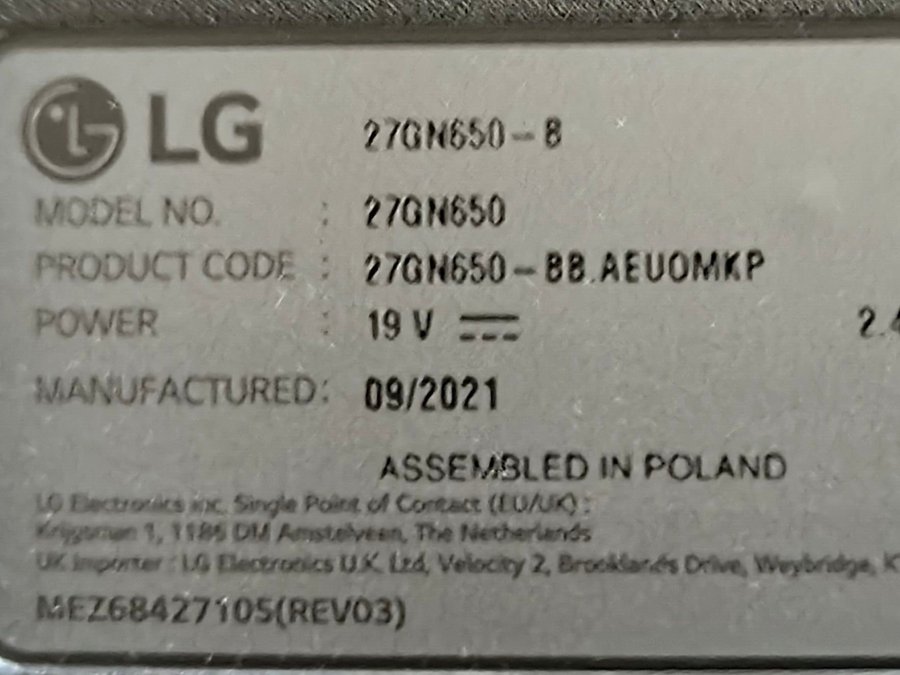 LG 27GN650-B
MODEL NO. : 27GN650
PRODUCT CODE : 27GN650-BB.AEUOMKP
POWER : 19 V 2.4
MANUFACTURED: 09/2021
ASSEMBLED IN POLAND
LG Electronics inc. Single Point of Contact (EU/UK) :
Krijgsman 1, 1186 DM Amstelveen, The Netherlands
UK Importer : LG Electronics U.K. Ltd, Velocity 2, Brooklands Drive, Weybridge, K
MEZ68427105(REV03)